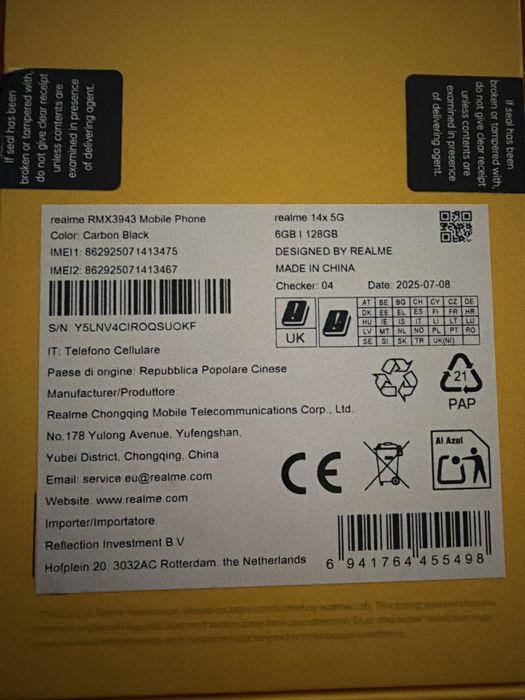 If seal has been
broken or tampered with,
do not give clear receipt
unless contents are
examined in presence
of delivering agent.
If seal has been
broken or tampered with,
do not give clear receipt
unless contents are
examined in presence
of delivering agent.
realme RMX3943 Mobile Phone
Color: Carbon Black
IMEI1: 862925071413475
IMEI2: 862925071413467
S/N: Y5LNV4CIROQSUOKF
realme 14x 5G
6GB | 128GB
DESIGNED BY REALME
MADE IN CHINA
Checker: 04 Date: 2025-07-08
UK
AT BE BG CH CY CZ DE
DK EE EL ES FI FR HR
HU IE IS IT LI LT LU
LV MT NL NO PL PT RO
SE SI SK TR UK(NI)
IT: Telefono Cellulare
Paese di origine: Repubblica Popolare Cinese
Manufacturer/Produttore:
Realme Chongqing Mobile Telecommunications Corp., Ltd.
No.178 Yulong Avenue, Yufengshan,
Yubei District, Chongqing, China
Email: service.eu@realme.com
Website: www.realme.com
Importer/Importatore:
Reflection Investment B.V
Hofplein 20, 3032AC Rotterdam, the Netherlands
21
PAP
CE
Al Azul
6 941764 455498